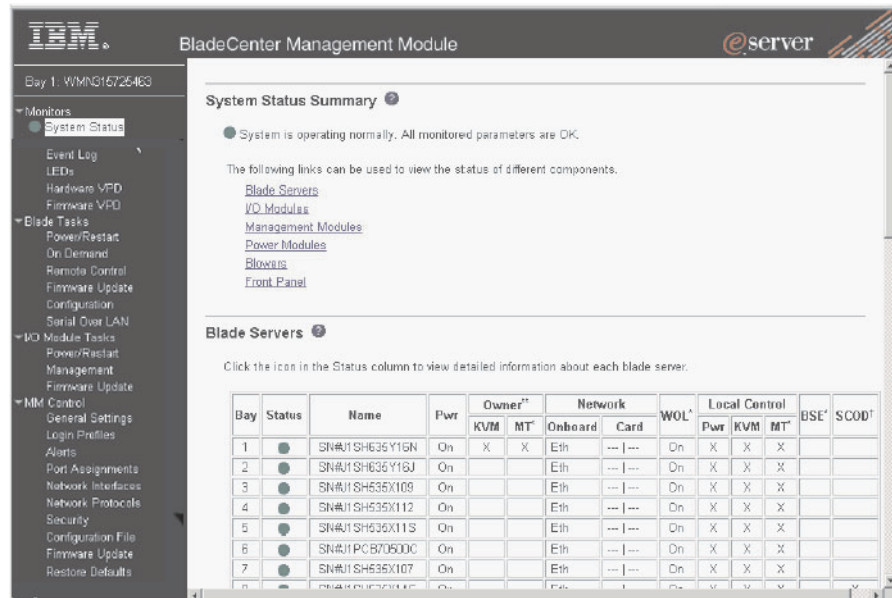 IBM.
BladeCenter Management Module
@server
Bay 1: WMN315725463
Monitors
System Status
Event Log
LEDs
Hardware VPD
Firmware VPD
Blade Tasks
Power/Restart
On Demand
Remote Control
Firmware Update
Configuration
Serial Over LAN
I/O Module Tasks
Power/Restart
Management
Firmware Update
MM Control
General Settings
Login Profiles
Alerts
Port Assignments
Network Interfaces
Network Protocols
Security
Configuration File
Firmware Update
Restore Defaults
System Status Summary ?
System is operating normally. All monitored parameters are OK.
The following links can be used to view the status of different components.
Blade Servers
I/O Modules
Management Modules
Power Modules
Blowers
Front Panel
Blade Servers ?
Click the icon in the Status column to view detailed information about each blade server.
Bay Status Name Pwr Owner** Network WOL* Local Control BSE* SCOD†
KVM MT* Onboard Card Pwr KVM MT*
1 SN#J1SH635Y16N On X X Eth --- | --- On X X X
2 SN#J1SH635Y16J On Eth --- | --- On X X X
3 SN#J1SH535X109 On Eth --- | --- On X X X
4 SN#J1SH535X112 On Eth --- | --- On X X X
5 SN#J1SH535X11S On Eth --- | --- On X X X
6 SN#J1PCB70500C On Eth --- | --- On X X X
7 SN#J1SH535X107 On Eth --- | --- On X X X